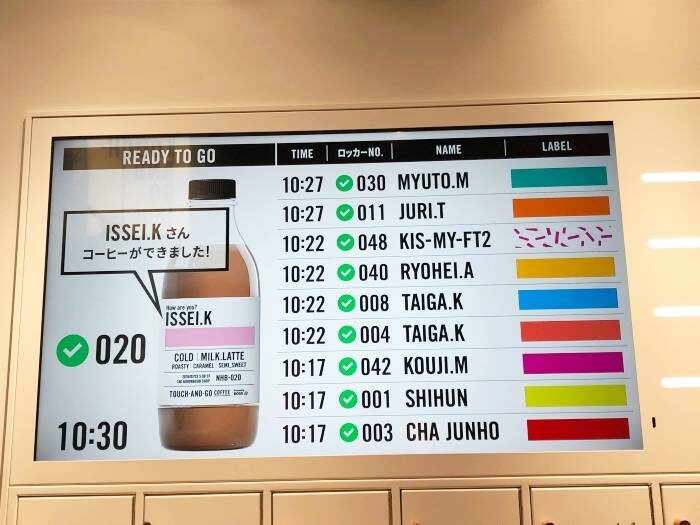 READY TO GO
ISSEI.K さん
コーヒーができました!
How are you?
ISSEI.K
COLD | MILK.LATTE
ROASTY CARAMEL SEMI_SWEET
NHB-020
TOUCH-AND-GO COFFEE
020
10:30
TIME ロッカーNO. NAME LABEL
10:27 030 MYUTO.M
10:27 011 JURI.T
10:22 048 KIS-MY-FT2
10:22 040 RYOHEI.A
10:22 008 TAIGA.K
10:22 004 TAIGA.K
10:17 042 KOUJI.M
10:17 001 SHIHUN
10:17 003 CHA JUNHO